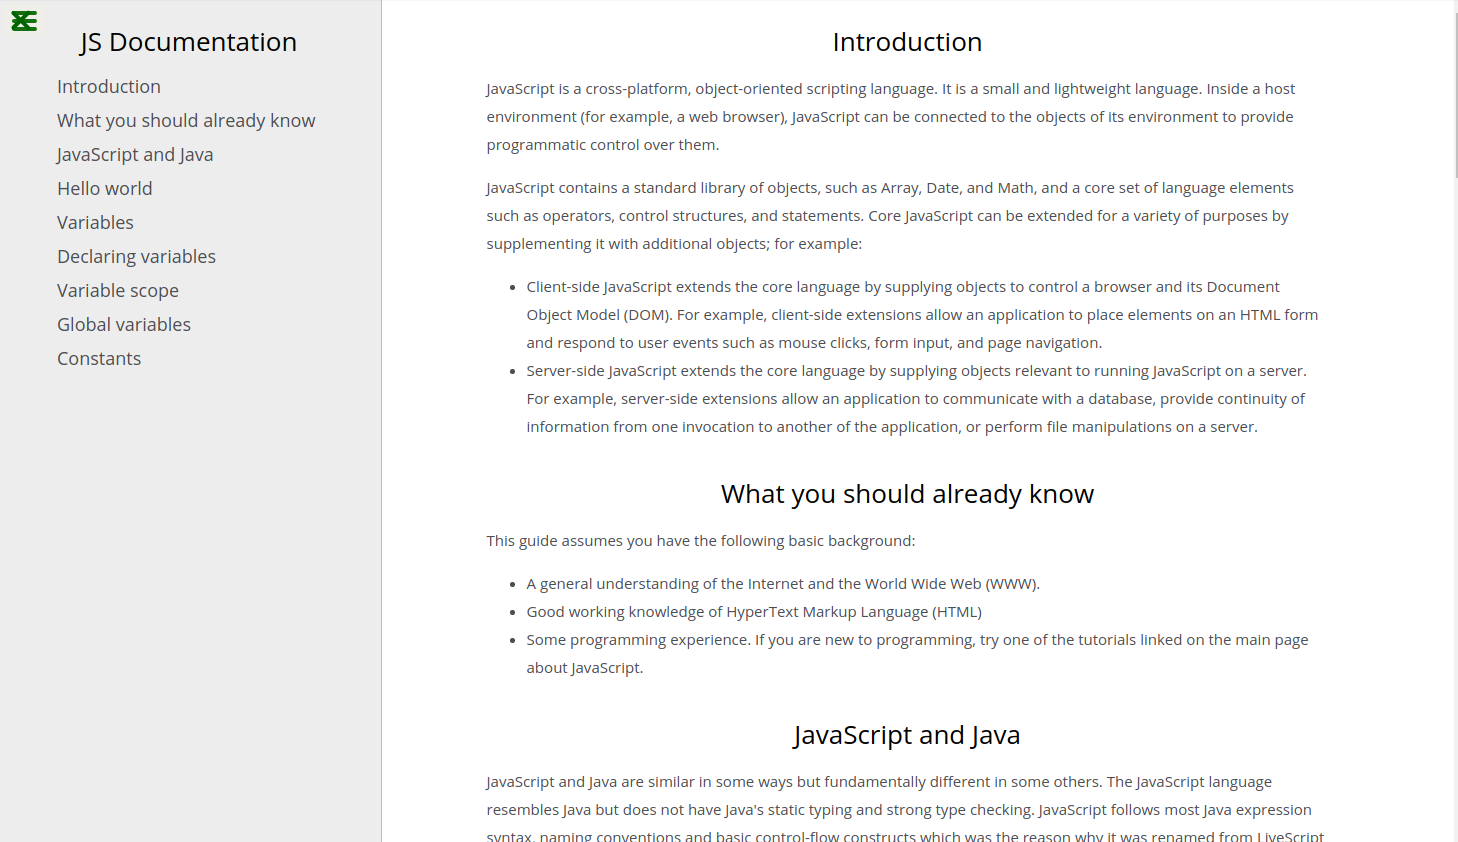 JS Documentation
Introduction
What you should already know
JavaScript and Java
Hello world
Variables
Declaring variables
Variable scope
Global variables
Constants
Introduction
JavaScript is a cross-platform, object-oriented scripting language. It is a small and lightweight language. Inside a host
environment (for example, a web browser), JavaScript can be connected to the objects of its environment to provide
programmatic control over them.
JavaScript contains a standard library of objects, such as Array, Date, and Math, and a core set of language elements
such as operators, control structures, and statements. Core JavaScript can be extended for a variety of purposes by
supplementing it with additional objects; for example:
• Client-side JavaScript extends the core language by supplying objects to control a browser and its Document
Object Model (DOM). For example, client-side extensions allow an application to place elements on an HTML form
and respond to user events such as mouse clicks, form input, and page navigation.
• Server-side JavaScript extends the core language by supplying objects relevant to running JavaScript on a server.
For example, server-side extensions allow an application to communicate with a database, provide continuity of
information from one invocation to another of the application, or perform file manipulations on a server.
What you should already know
This guide assumes you have the following basic background:
• A general understanding of the Internet and the World Wide Web (WWW).
• Good working knowledge of HyperText Markup Language (HTML)
• Some programming experience. If you are new to programming, try one of the tutorials linked on the main page
about JavaScript.
JavaScript and Java
JavaScript and Java are similar in some ways but fundamentally different in some others. The JavaScript language
resembles Java but does not have Java's static typing and strong type checking. JavaScript follows most Java expression
syntax, naming conventions and basic control-flow constructs which was the reason why it was renamed from LiveScript